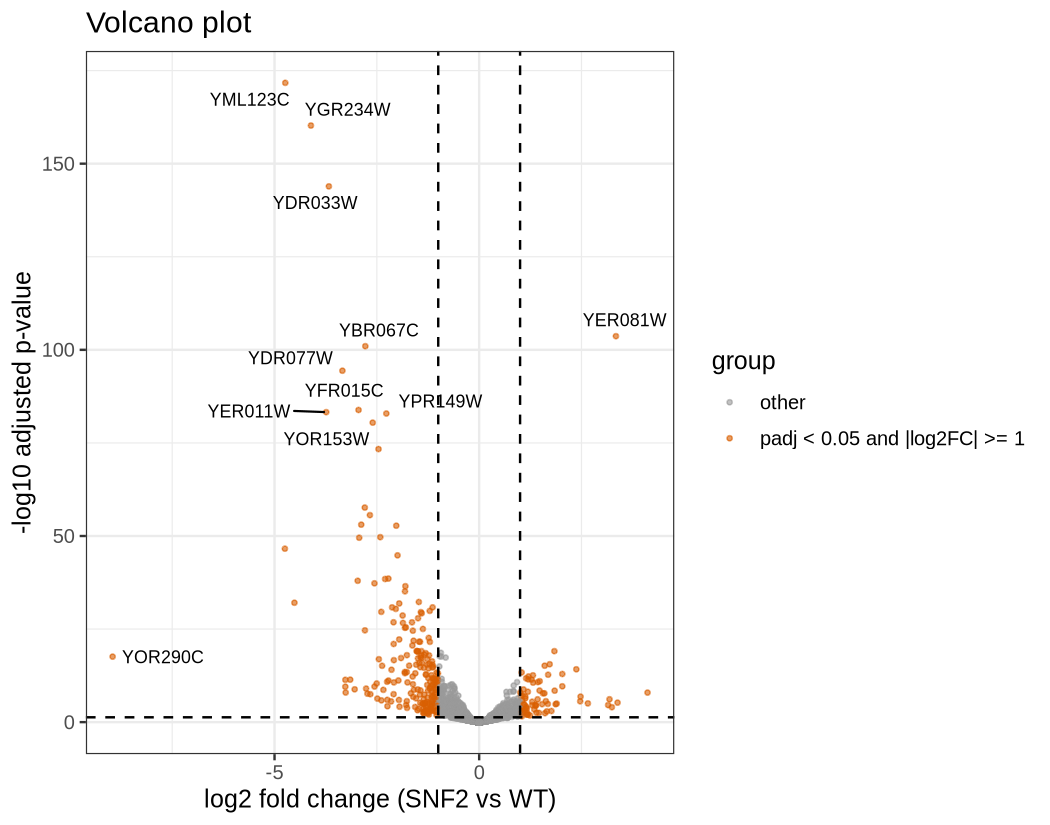 Volcano plot
YML123C
YGR234W
YDR033W
YER081W
YBR067C
YDR077W
YFR015C
YPR149W
YER011W
YOR153W
YOR290C
150
100
50
0
-5
0
-log10 adjusted p-value
log2 fold change (SNF2 vs WT)
group
other
padj < 0.05 and |log2FC| >= 1